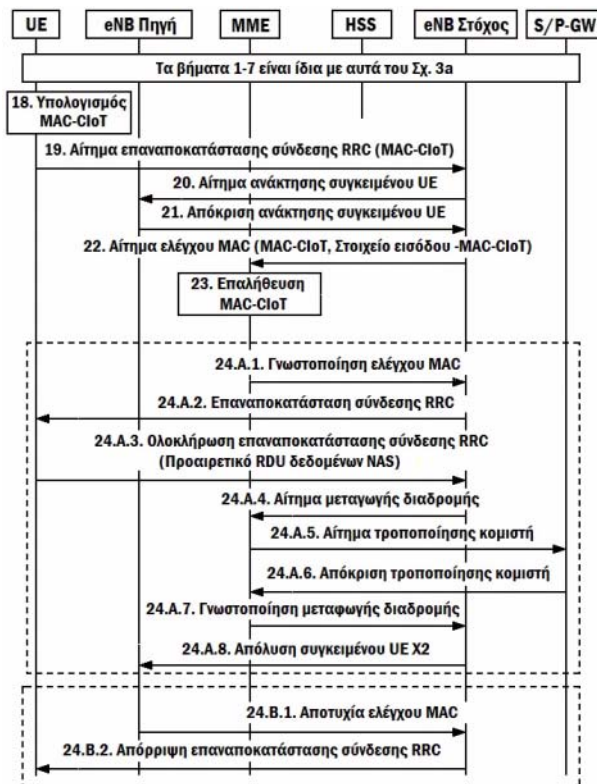 UE
eNB Πηγή
MME
HSS
eNB Στόχος
S/P-GW
Τα βήματα 1-7 είναι ίδια με αυτά του Σχ. 3a
18. Υπολογισμός
MAC-CIoT
19. Αίτημα επαναποκατάστασης σύνδεσης RRC (MAC-CIoT)
20. Αίτημα ανάκτησης συγκειμένου UE
21. Απόκριση ανάκτησης συγκειμένου UE
22. Αίτημα ελέγχου MAC (MAC-CIoT, Στοιχείο εισόδου -MAC-CIoT)
23. Επαλήθευση
MAC-CIoT
24.A.1. Γνωστοποίηση ελέγχου MAC
24.A.2. Επαναποκατάσταση σύνδεσης RRC
24.A.3. Ολοκλήρωση επαναποκατάστασης σύνδεσης RRC
(Προαιρετικό RDU δεδομένων NAS)
24.A.4. Αίτημα μεταγωγής διαδρομής
24.A.5. Αίτημα τροποποίησης κομιστή
24.A.6. Απόκριση τροποποίησης κομιστή
24.A.7. Γνωστοποίηση μεταφωγής διαδρομής
24.A.8. Απόλυση συγκειμένου UE X2
24.B.1. Αποτυχία ελέγχου MAC
24.B.2. Απόρριψη επαναποκατάστασης σύνδεσης RRC